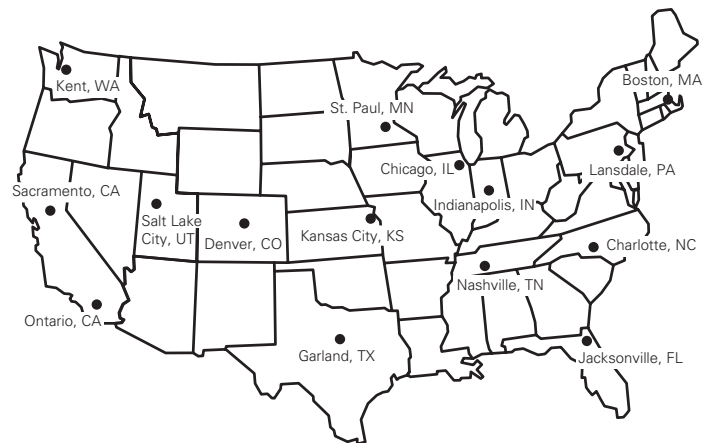 Boston, MA
Kent, WA
St. Paul, MN
Chicago, IL
Lansdale, PA
Sacramento, CA
Indianapolis, IN
Salt Lake
City, UT
Denver, CO
Kansas City, KS
Charlotte, NC
Nashville, TN
Ontario, CA
Garland, TX
Jacksonville, FL